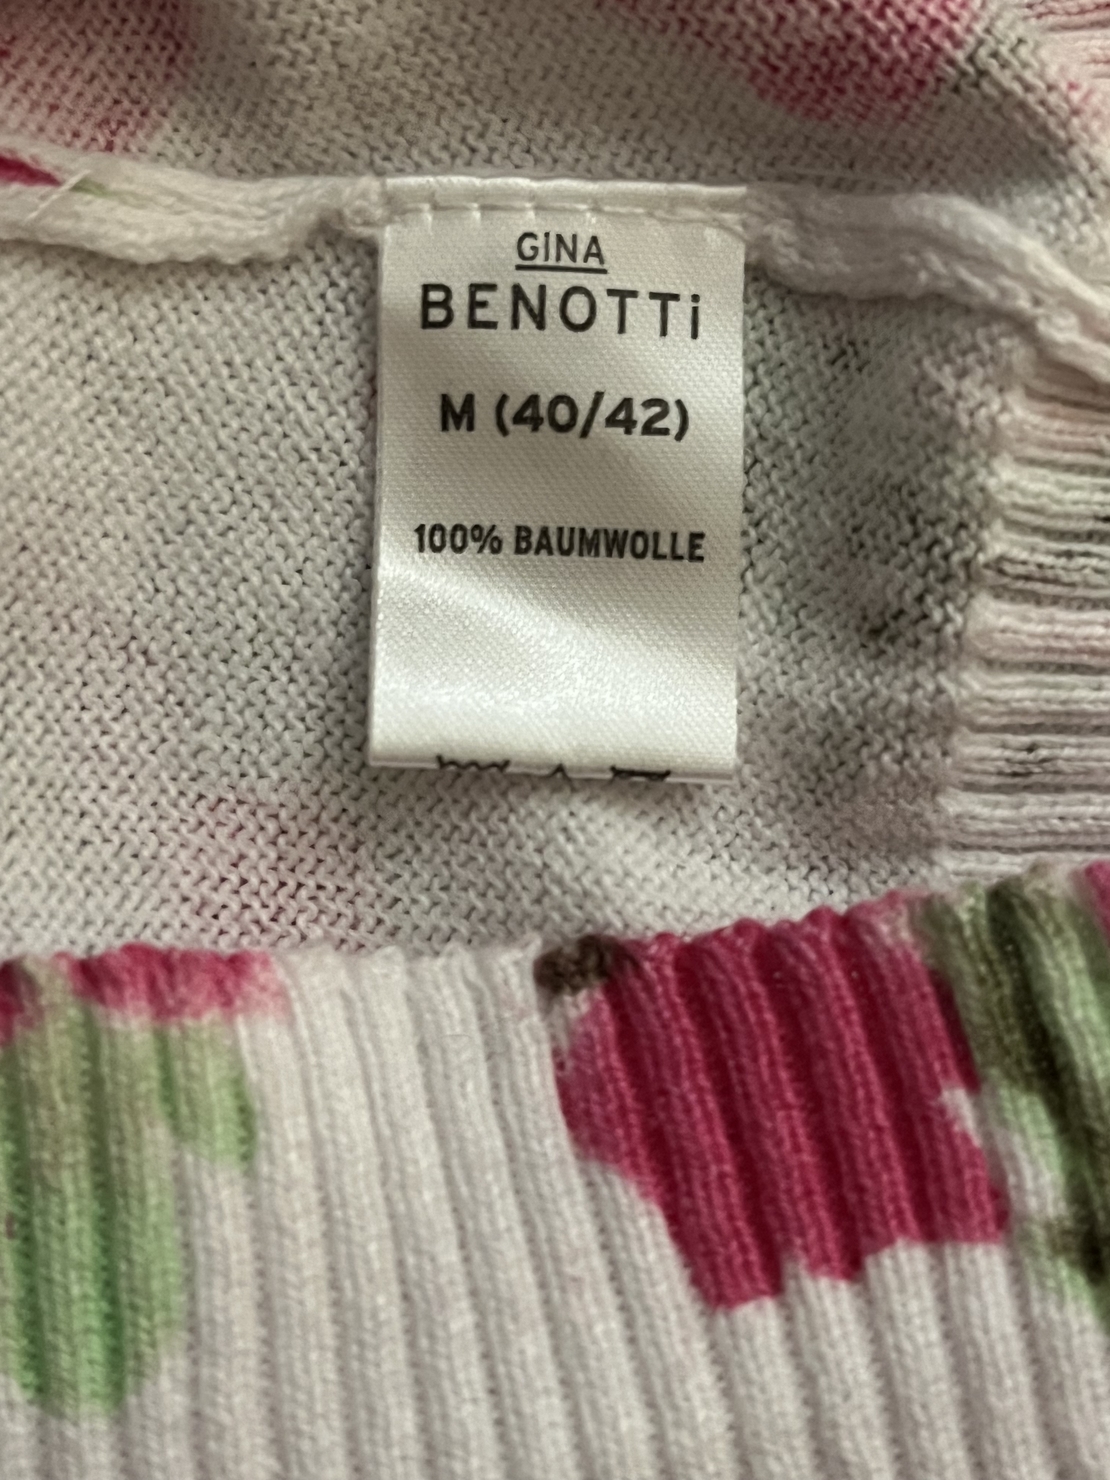 GINA
BENOTTi
M (40/42)
100% BAUMWOLLE